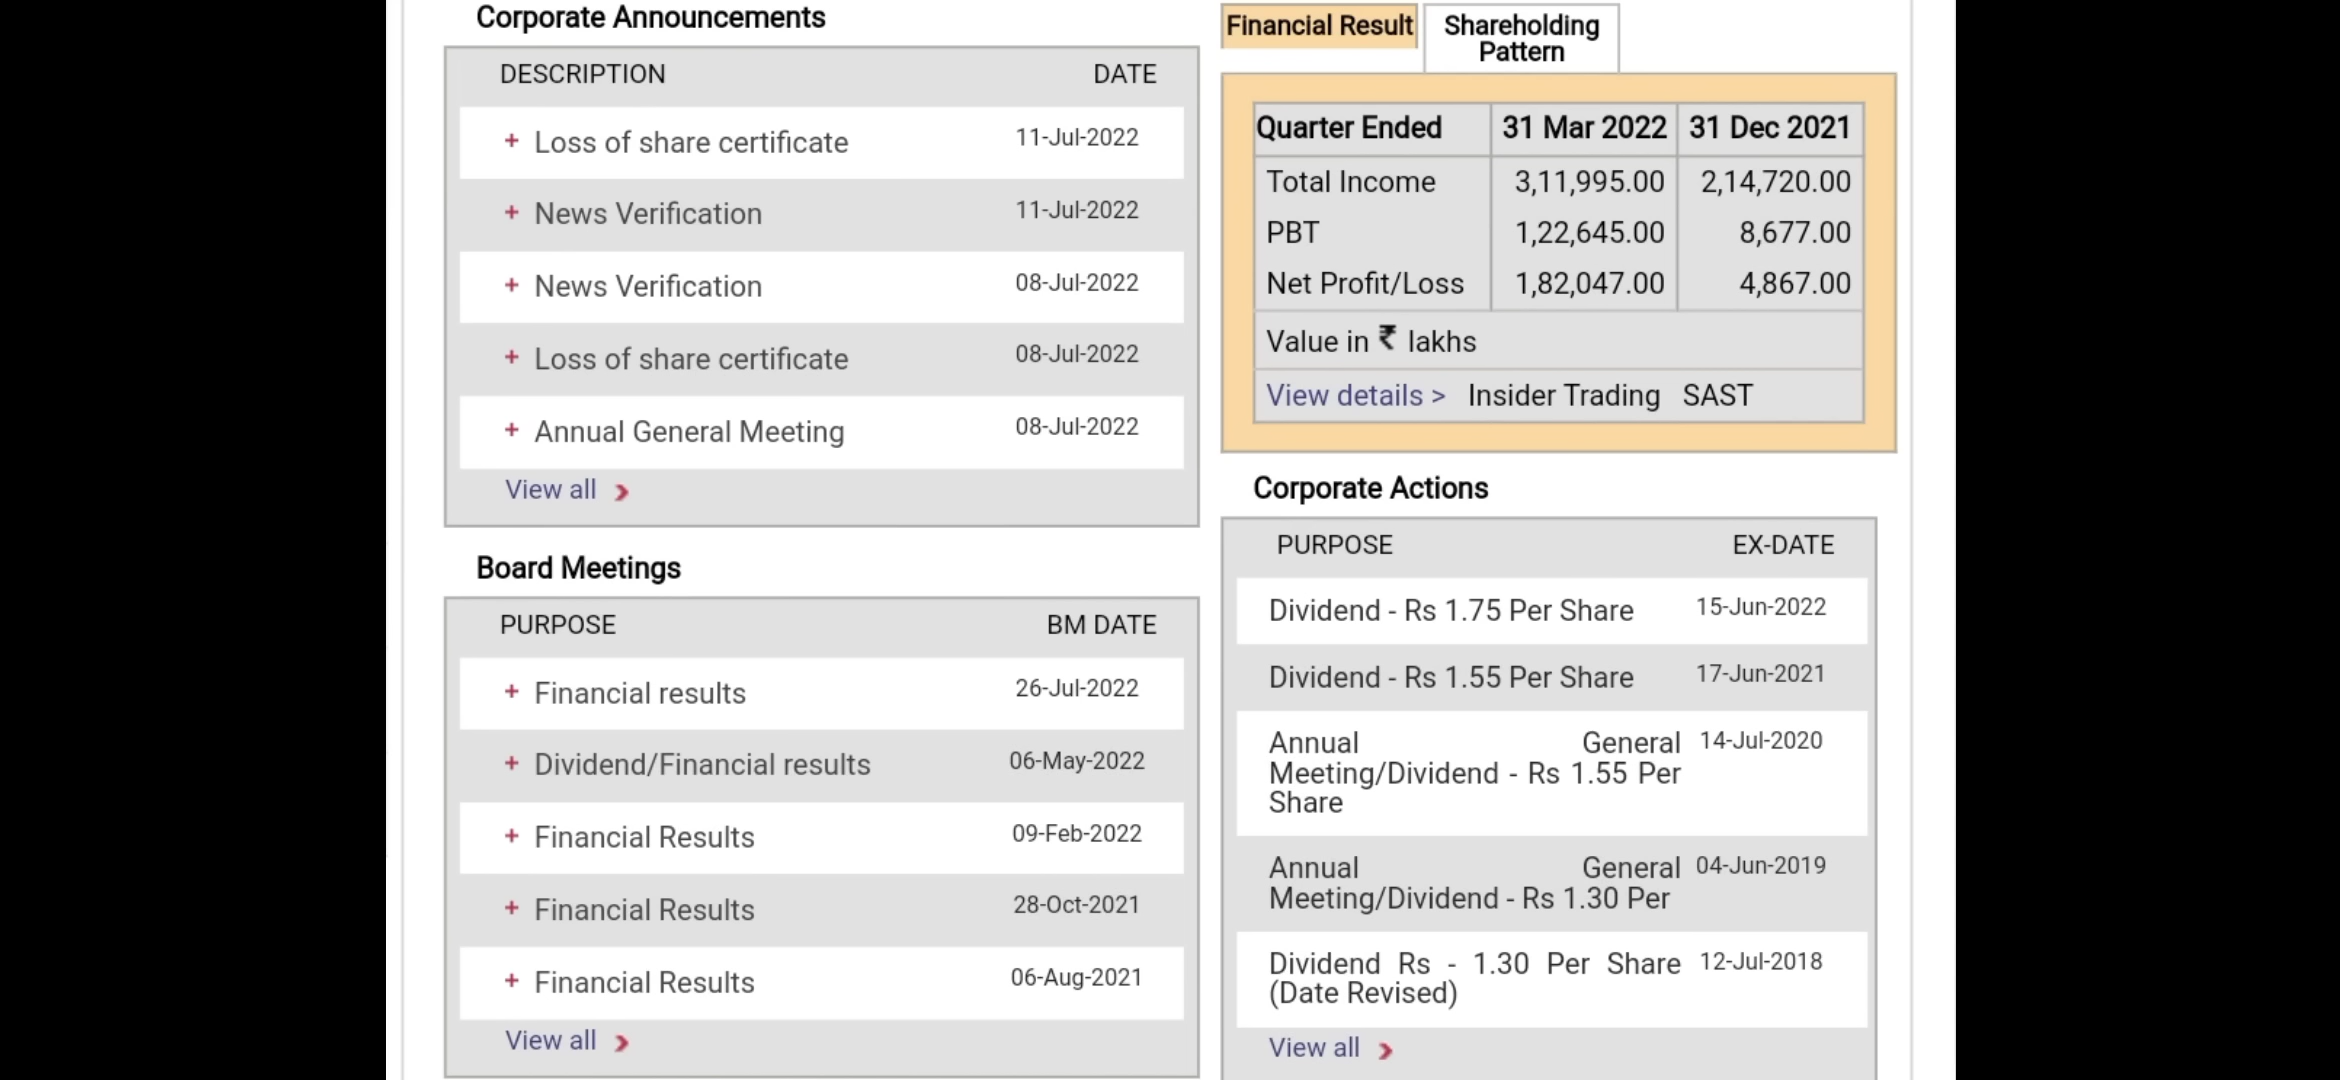 Corporate Announcements
DESCRIPTION DATE
+ Loss of share certificate 11-Jul-2022
+ News Verification 11-Jul-2022
+ News Verification 08-Jul-2022
+ Loss of share certificate 08-Jul-2022
+ Annual General Meeting 08-Jul-2022
View all
Board Meetings
PURPOSE BM DATE
+ Financial results 26-Jul-2022
+ Dividend/Financial results 06-May-2022
+ Financial Results 09-Feb-2022
+ Financial Results 28-Oct-2021
+ Financial Results 06-Aug-2021
View all
Financial Result
Shareholding
Pattern
Quarter Ended 31 Mar 2022 31 Dec 2021
Total Income 3,11,995.00 2,14,720.00
PBT 1,22,645.00 8,677.00
Net Profit/Loss 1,82,047.00 4,867.00
Value in ₹ lakhs
View details > Insider Trading SAST
Corporate Actions
PURPOSE EX-DATE
Dividend - Rs 1.75 Per Share 15-Jun-2022
Dividend - Rs 1.55 Per Share 17-Jun-2021
Annual General 14-Jul-2020
Meeting/Dividend - Rs 1.55 Per
Share
Annual General 04-Jun-2019
Meeting/Dividend - Rs 1.30 Per
Dividend Rs - 1.30 Per Share 12-Jul-2018
(Date Revised)
View all